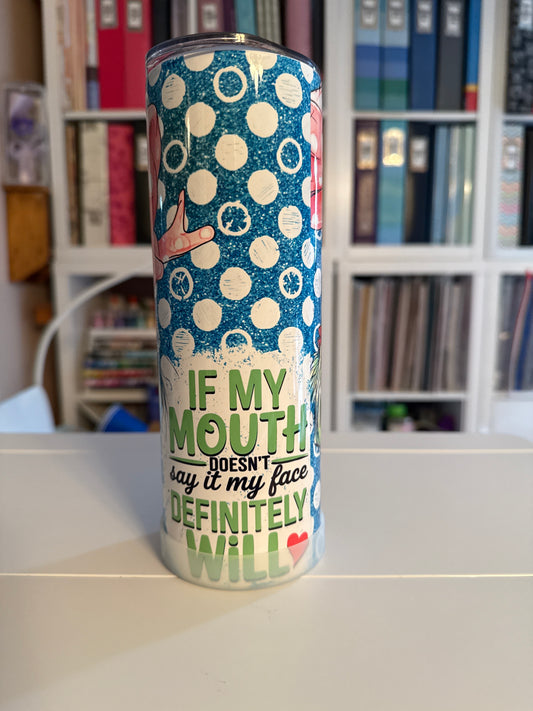 IF MY
MOUTH
DOESN'T
say it my face
DEFINITELY
WiLL